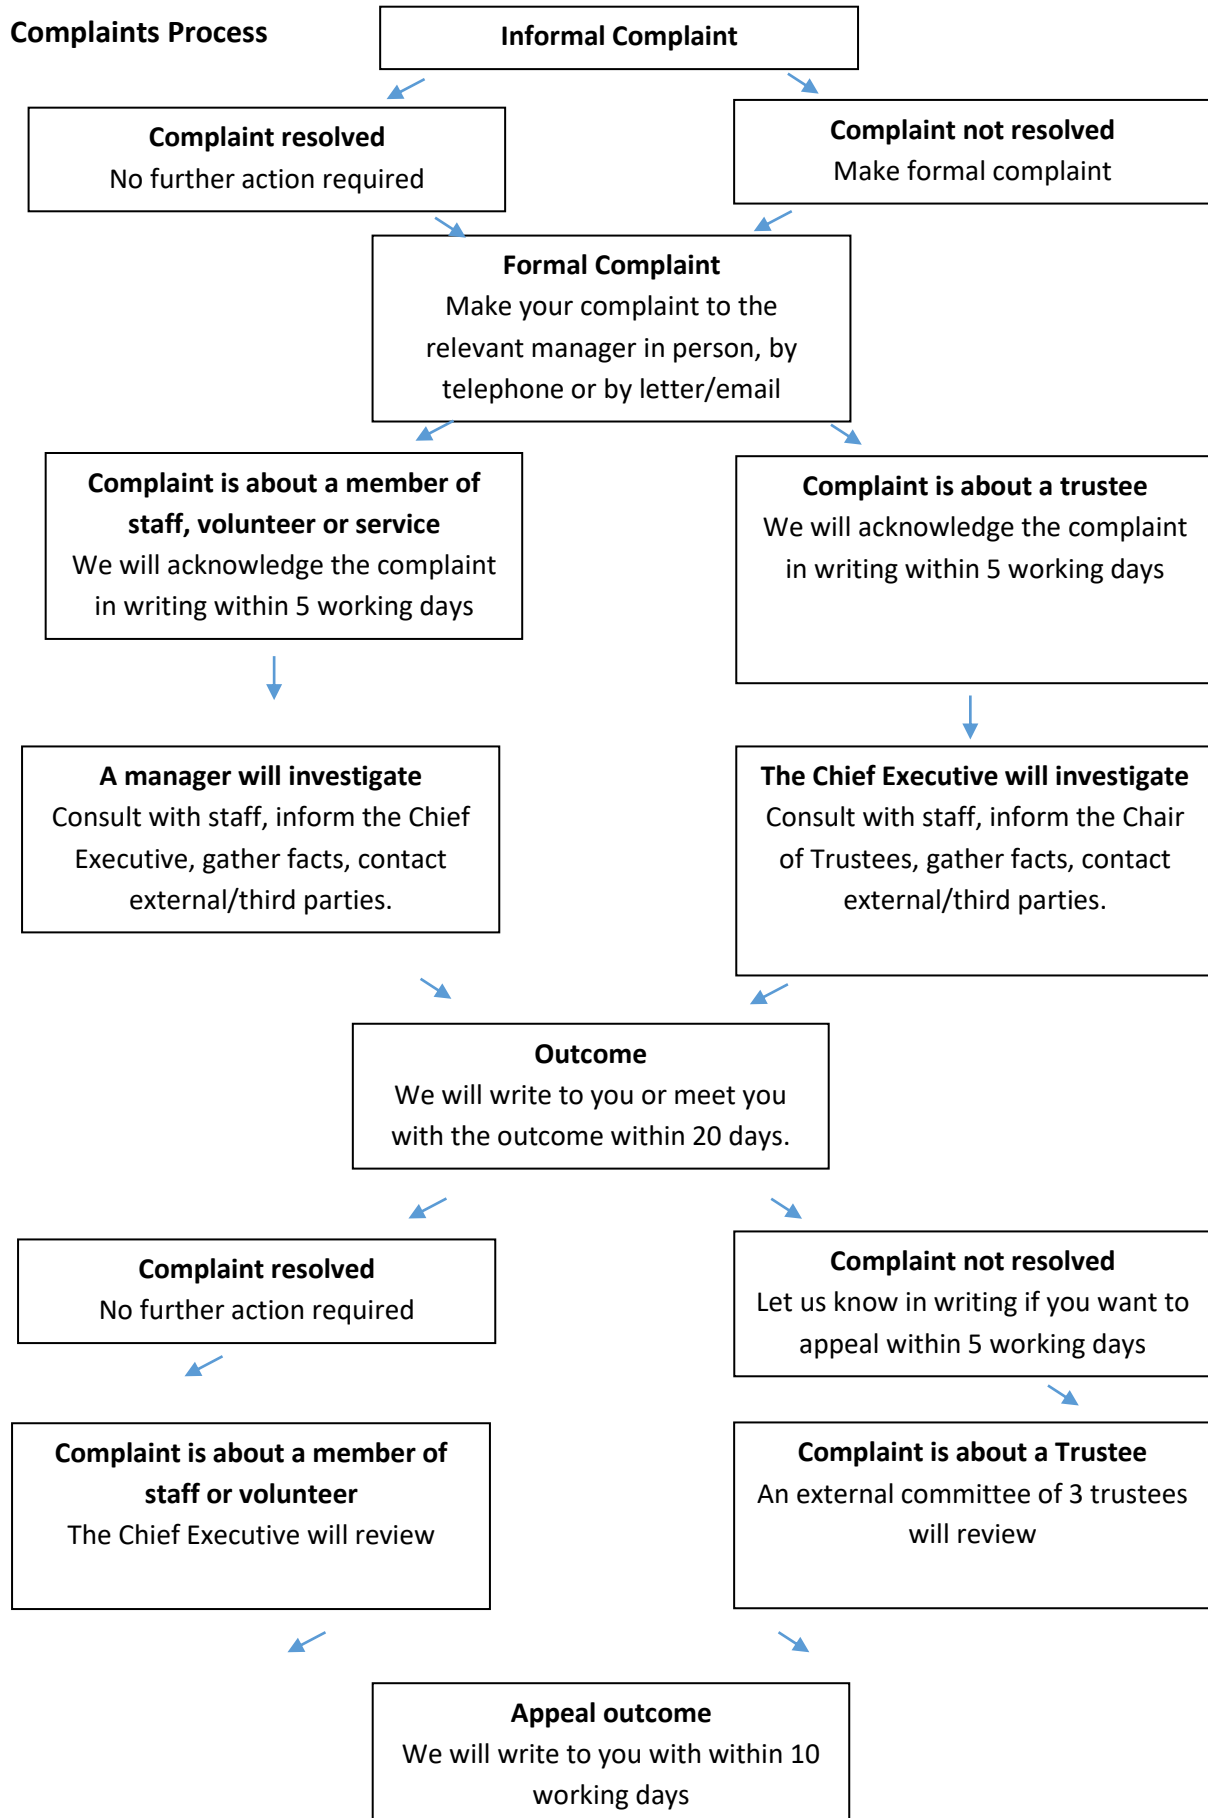 Complaints Process
Informal Complaint
Complaint resolved
No further action required
Complaint not resolved
Make formal complaint
Formal Complaint
Make your complaint to the
relevant manager in person, by
telephone or by letter/email
Complaint is about a member of
staff, volunteer or service
We will acknowledge the complaint
in writing within 5 working days
Complaint is about a trustee
We will acknowledge the complaint
in writing within 5 working days
A manager will investigate
Consult with staff, inform the Chief
Executive, gather facts, contact
external/third parties.
The Chief Executive will investigate
Consult with staff, inform the Chair
of Trustees, gather facts, contact
external/third parties.
Outcome
We will write to you or meet you
with the outcome within 20 days.
Complaint resolved
No further action required
Complaint not resolved
Let us know in writing if you want to
appeal within 5 working days
Complaint is about a member of
staff or volunteer
The Chief Executive will review
Complaint is about a Trustee
An external committee of 3 trustees
will review
Appeal outcome
We will write to you with within 10
working days